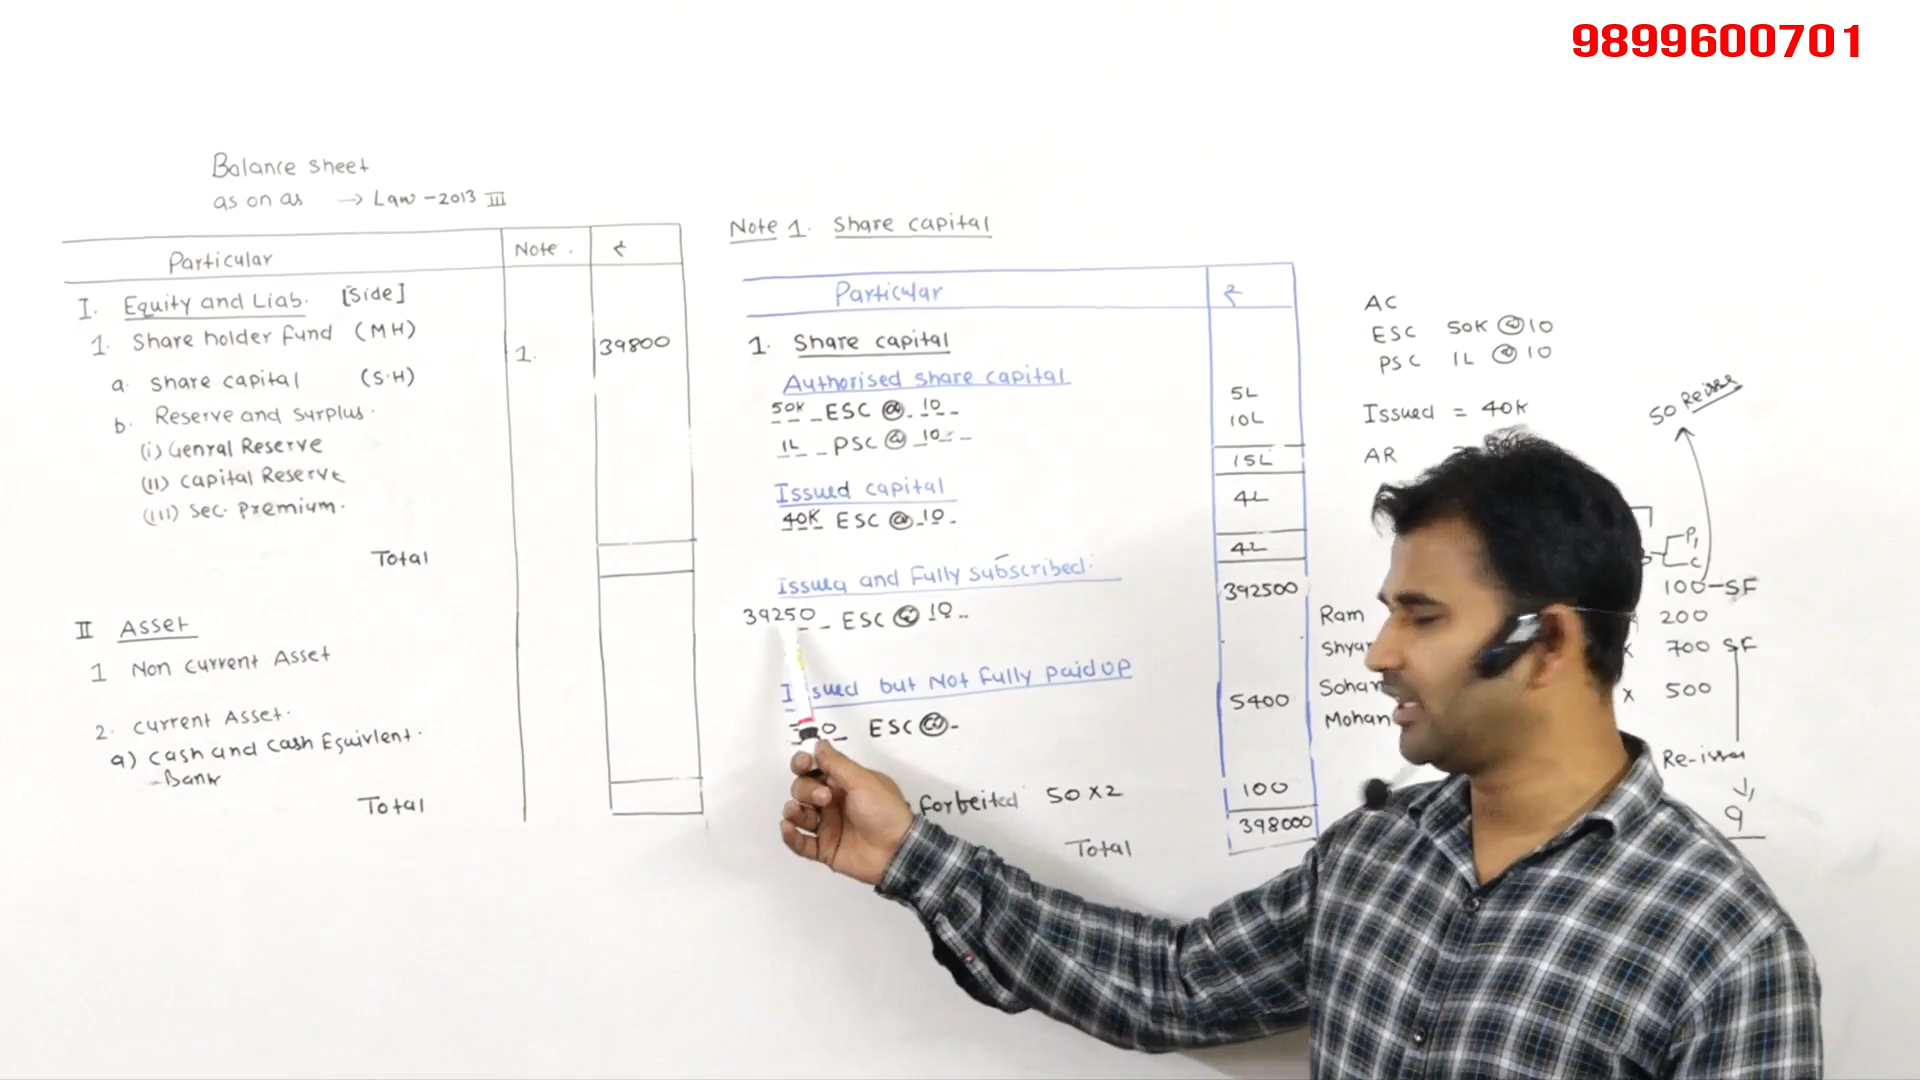 9899600701
Balance sheet
as on as → Law - 2013 III
Particular Note. ₹
I. Equity and Liab. [Side]
1. Share holder fund (MH)
a. Share capital (S.H) 1. 39800
b. Reserve and surplus.
(i) Genral Reserve
(II) Capital Reserve
(III) Sec. Premium.
Total
II Asset
1 Non Current Asset
2. Current Asset.
a) Cash and Cash Equivlent.
- Bank
Total
Note 1. Share capital
Particular ₹
1. Share capital
Authorised share capital
50K ESC @ 10 5L
1L PSC @ 10 10L
15L
Issued capital
40K ESC @ 10 4L
4L
Issued and Fully Subscribed.
39250 ESC @ 10 392500
Issued but Not fully paid up
ESC @ 5400
forfeited 50 X 2 100
Total 398000
AC
ESC 50K @ 10
PSC 1L @ 10
Issued = 40K
AR
50 Reissue
P,
C
100 - SF
Ram 200
700 SF
x 500
Mohan
9